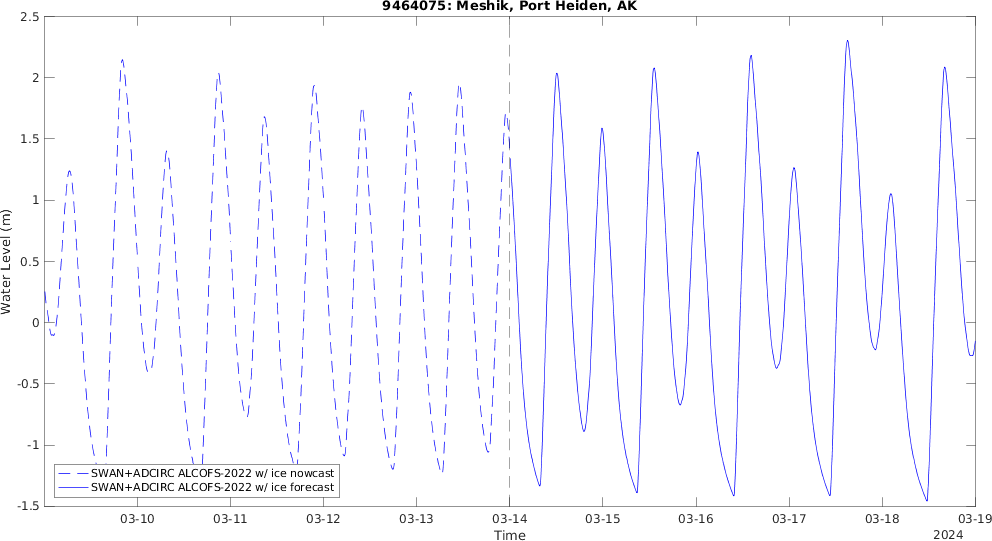 9464075: Meshik, Port Heiden, AK
2.5
2
1.5
1
0.5
0
-0.5
-1
-1.5
Water Level (m)
SWAN+ADCIRC ALCOFS-2022 w/ ice nowcast
SWAN+ADCIRC ALCOFS-2022 w/ ice forecast
03-10 03-11 03-12 03-13 03-14 03-15 03-16 03-17 03-18 03-19
Time
2024